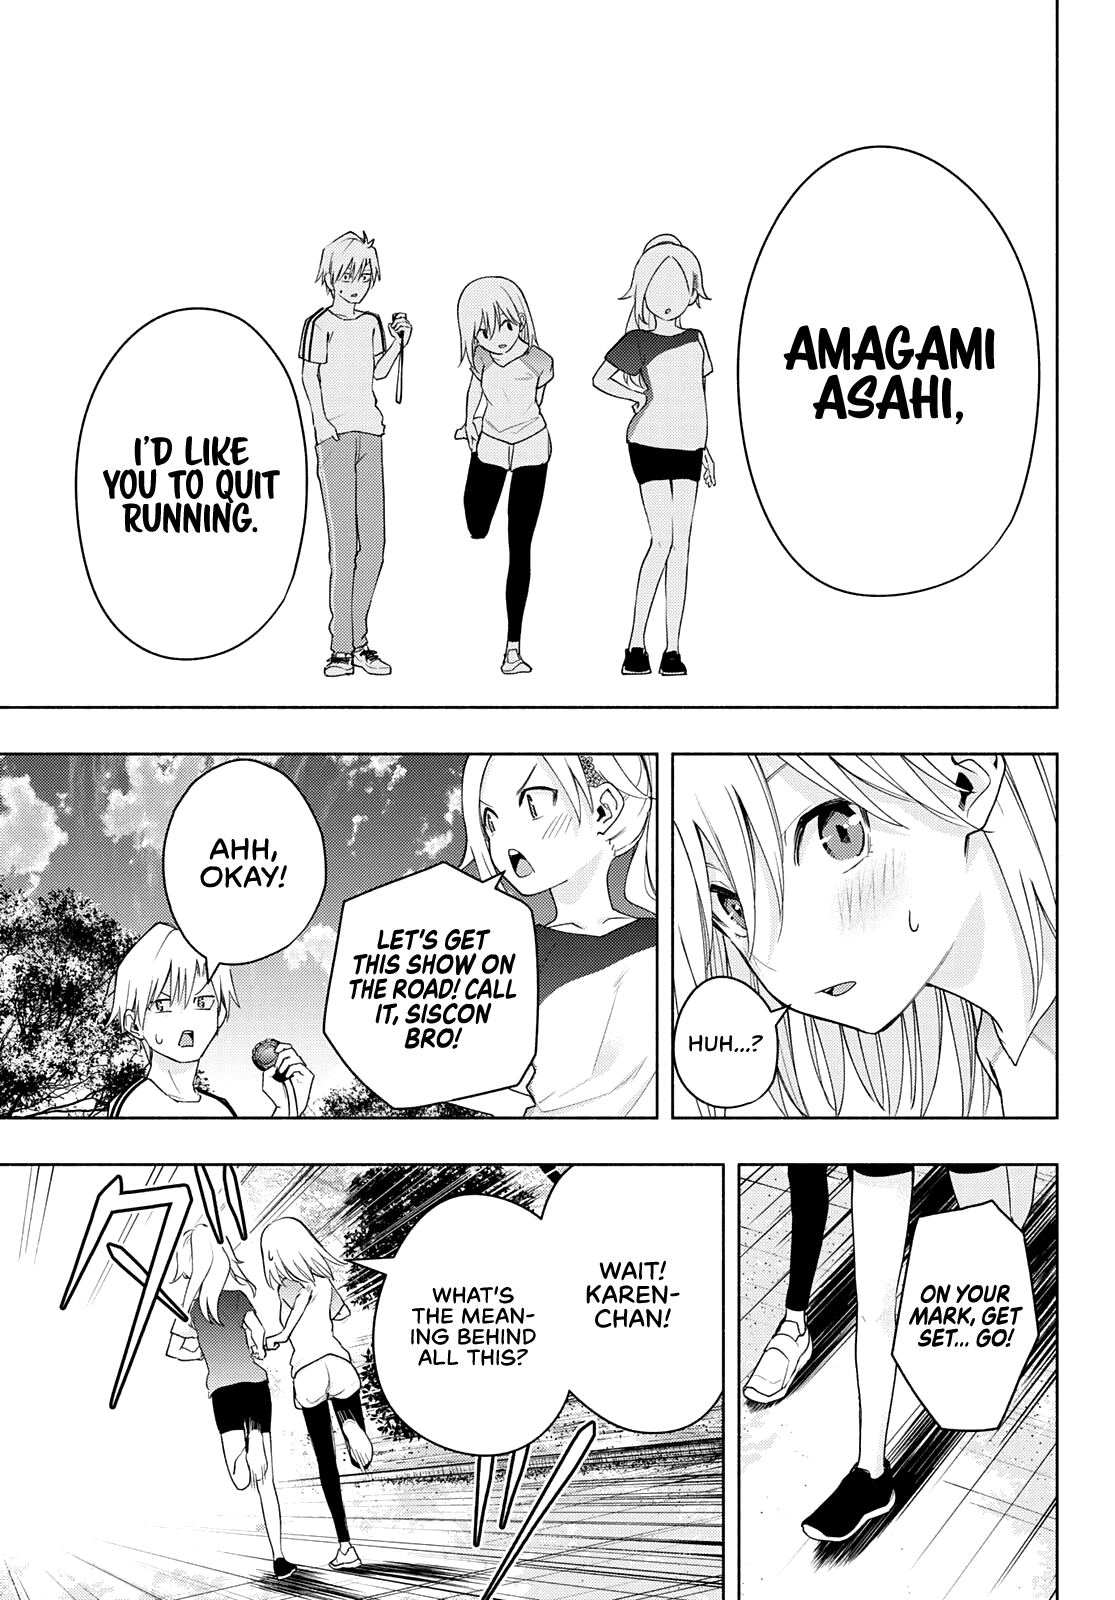 AMAGAMI
ASAHI,
I'D LIKE
YOU TO QUIT
RUNNING.
HUH...?
LET'S GET
THIS SHOW ON
THE ROAD! CALL
IT, SISCON
BRO!
AHH,
OKAY!
ON YOUR
MARK, GET
SET... GO!
WAIT!
KAREN-
CHAN!
WHAT'S
THE MEAN-
ING BEHIND
ALL THIS?